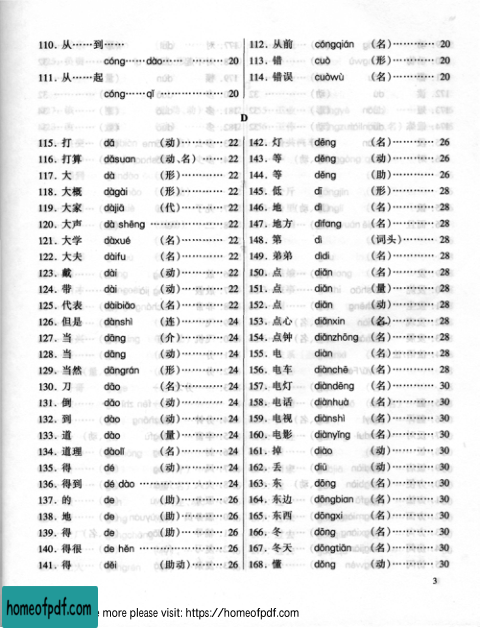 110. 从……到……
cóng……dào…………… 20
111. 从……起
cóng……qǐ …………… 20
112. 从前 cóngqián (名)………… 20
113. 错 cuò (形)………… 20
114. 错误 cuòwù (名)………… 20
D
115. 打 dǎ (动)………… 22
116. 打算 dǎsuan (动、名) …… 22
117. 大 dà (形)………… 22
118. 大概 dàgài (形)………… 22
119. 大家 dàjiā (代)………… 22
120. 大声 dà shēng ……………… 22
121. 大学 dàxué (名)………… 22
122. 大夫 dàifu (名)………… 22
123. 戴 dài (动)………… 22
124. 带 dài (动)………… 22
125. 代表 dàibiǎo (名)………… 22
126. 但是 dànshì (连)………… 24
127. 当 dāng (介)………… 24
128. 当 dāng (动)………… 24
129. 当然 dāngrán (形)………… 24
130. 刀 dāo (名)………… 24
131. 倒 dào (动)………… 24
132. 到 dào (动)………… 24
133. 道 dào (量)………… 24
134. 道理 dàolǐ (名)………… 24
135. 得 dé (动)………… 24
136. 得到 dé dào ……………… 24
137. 的 de (助)………… 26
138. 地 de (助)………… 26
139. 得 de (助)………… 26
140. 得很 de hěn ……………… 26
141. 得 děi (助动)……… 26
142. 灯 dēng (名)………… 26
143. 等 děng (动)………… 26
144. 等 děng (助)………… 26
145. 低 dī (形)………… 28
146. 地 dì (名)………… 28
147. 地方 dìfang (名)………… 28
148. 第 dì (词头)……… 28
149. 弟弟 dìdi (名)………… 28
150. 点 diǎn (名)………… 28
151. 点 diǎn (量)………… 28
152. 点 diǎn (动)………… 28
153. 点心 diǎnxin (名)………… 28
154. 点钟 diǎnzhōng (名)………… 28
155. 电 diàn (名)………… 28
156. 电车 diànchē (名)………… 28
157. 电灯 diàndēng (名)………… 30
158. 电话 diànhuà (名)………… 30
159. 电视 diànshì (名)………… 30
160. 电影 diànyǐng (名)………… 30
161. 掉 diào (动)………… 30
162. 丢 diū (动)………… 30
163. 东 dōng (名)………… 30
164. 东边 dōngbian (名)………… 30
165. 东西 dōngxi (名)………… 30
166. 冬 dōng (名)………… 30
167. 冬天 dōngtiān (名)………… 30
168. 懂 dǒng (动)………… 30
3
homeofpdf.com
more please visit: https://homeofpdf.com